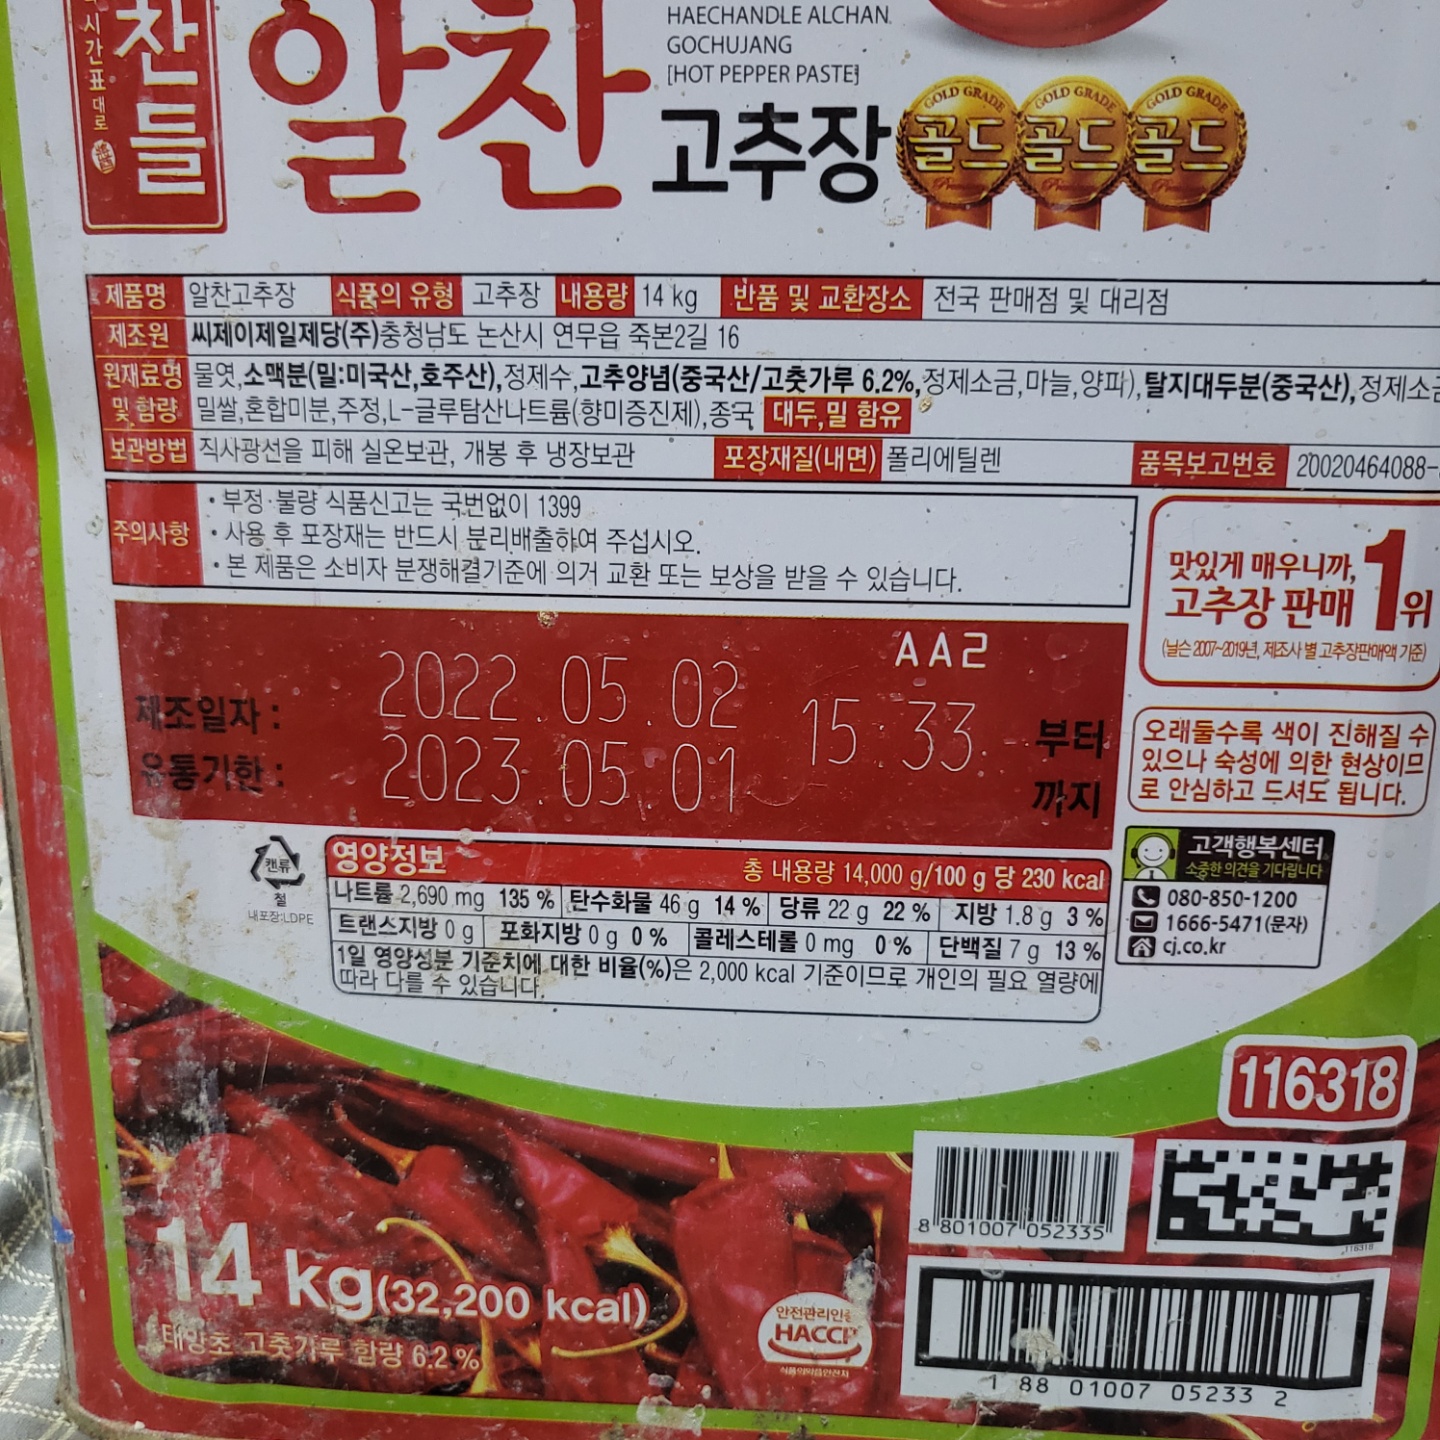 시간표대로
찬들
알찬
HAECHANDLE ALCHAN
GOCHUJANG
[HOT PEPPER PASTE]
고추장
GOLD GRADE GOLD GRADE GOLD GRADE
골드 골드 골드
Premium Premium Premium
제품명 알찬고추장 식품의 유형 고추장 내용량 14 kg 반품 및 교환장소 전국 판매점 및 대리점
제조원 씨제이제일제당(주)충청남도 논산시 연무읍 죽본2길 16
원재료명 물엿,소맥분(밀:미국산,호주산),정제수,고추양념(중국산/고춧가루 6.2%,정제소금,마늘,양파),탈지대두분(중국산),정제소금
및 함량 밀쌀,혼합미분,주정,L-글루탐산나트륨(향미증진제),종국 대두,밀 함유
보관방법 직사광선을 피해 실온보관, 개봉 후 냉장보관 포장재질(내면) 폴리에틸렌 품목보고번호 20020464088-
주의사항
• 부정·불량 식품신고는 국번없이 1399
• 사용 후 포장재는 반드시 분리배출하여 주십시오.
• 본 제품은 소비자 분쟁해결기준에 의거 교환 또는 보상을 받을 수 있습니다.
맛있게 매우니까,
고추장 판매 1위
(닐슨 2007~2019년, 제조사별 고추장판매액 기준)
AA2
제조일자 : 2022.05.02 15:33 부터
유통기한 : 2023.05.01 까지
오래둘수록 색이 진해질 수
있으나 숙성에 의한 현상이므
로 안심하고 드셔도 됩니다.
캔류
철
내포장:LDPE
영양정보 총 내용량 14,000 g/100 g 당 230 kcal
나트륨 2,690 mg 135 % 탄수화물 46 g 14 % 당류 22 g 22 % 지방 1.8 g 3 %
트랜스지방 0 g 포화지방 0 g 0 % 콜레스테롤 0 mg 0 % 단백질 7 g 13 %
1일 영양성분 기준치에 대한 비율(%)은 2,000 kcal 기준이므로 개인의 필요 열량에
따라 다를 수 있습니다.
고객행복센터
소중한 의견을 기다립니다
080-850-1200
1666-5471(문자)
cj.co.kr
116318
8 801007 052335
116318
14 kg(32,200 kcal)
태양초 고춧가루 함량 6.2 %
안전관리인증
HACCP
식품의약품안전처
1 88 01007 05233 2